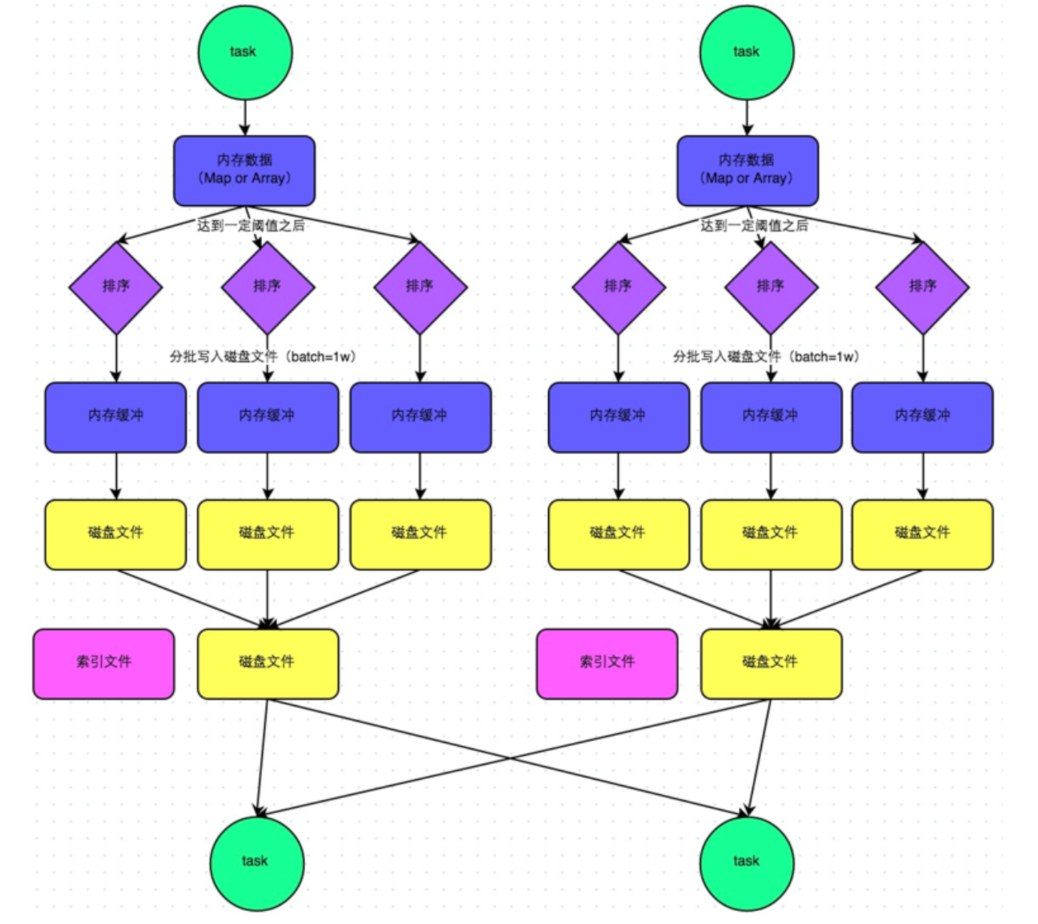 task
task
内存数据
（Map or Array）
内存数据
（Map or Array）
达到一定阈值之后
达到一定阈值之后
排序
排序
排序
排序
排序
排序
分批写入磁盘文件（batch=1w）
分批写入磁盘文件（batch=1w）
内存缓冲
内存缓冲
内存缓冲
内存缓冲
内存缓冲
内存缓冲
磁盘文件
磁盘文件
磁盘文件
磁盘文件
磁盘文件
磁盘文件
索引文件
磁盘文件
索引文件
磁盘文件
task
task